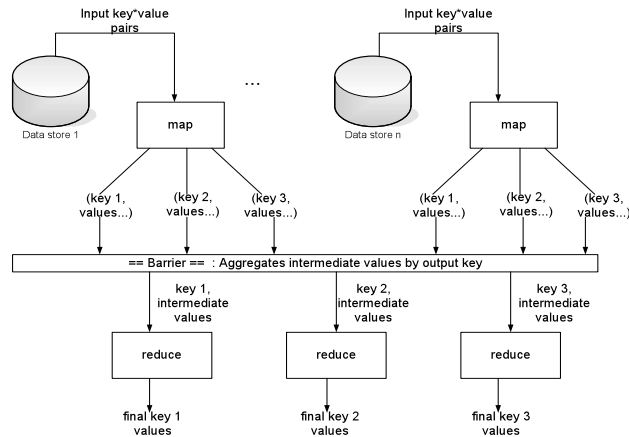 Input key*value
pairs
Input key*value
pairs
...
Data store 1
map
Data store n
map
(key 1,
values...)
(key 2,
values...)
(key 3,
values...)
(key 1,
values...)
(key 2,
values...)
(key 3,
values...)
== Barrier == : Aggregates intermediate values by output key
key 1,
intermediate
values
key 2,
intermediate
values
key 3,
intermediate
values
reduce
reduce
reduce
final key 1
values
final key 2
values
final key 3
values